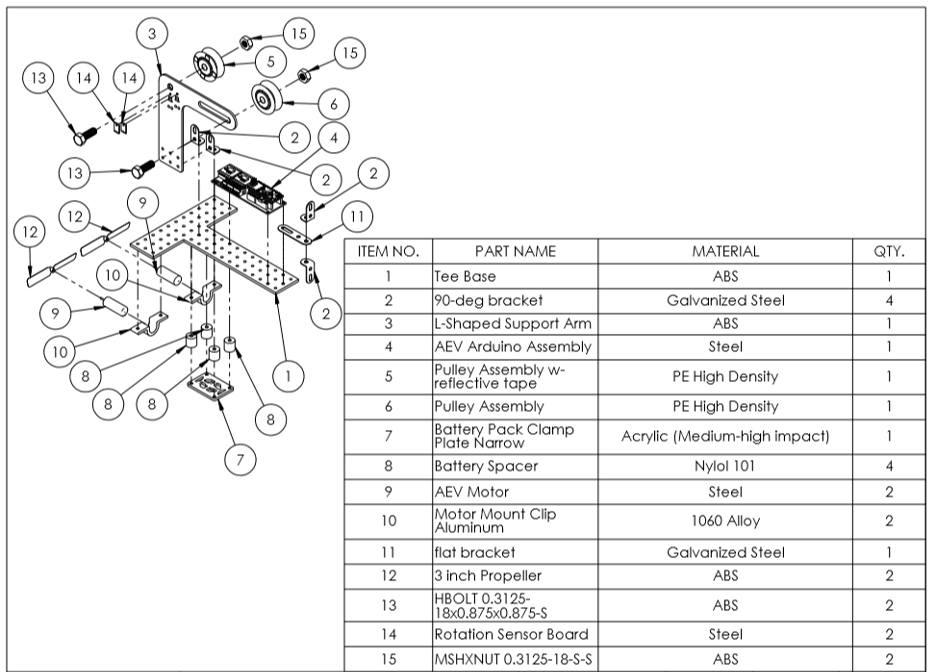 3
15
15
13
14
14
5
6
2
4
13
2
2
9
12
11
12
10
9
2
10
8
1
8
8
8
7
ITEM NO. PART NAME MATERIAL QTY.
1 Tee Base ABS 1
2 90-deg bracket Galvanized Steel 4
3 L-Shaped Support Arm ABS 1
4 AEV Arduino Assembly Steel 1
5 Pulley Assembly w-
reflective tape PE High Density 1
6 Pulley Assembly PE High Density 1
7 Battery Pack Clamp
Plate Narrow Acrylic (Medium-high impact) 1
8 Battery Spacer Nylol 101 4
9 AEV Motor Steel 2
10 Motor Mount Clip
Aluminum 1060 Alloy 2
11 flat bracket Galvanized Steel 1
12 3 inch Propeller ABS 2
13 HBOLT 0.3125-
18x0.875x0.875-S ABS 2
14 Rotation Sensor Board Steel 2
15 MSHXNUT 0.3125-18-S-S ABS 2